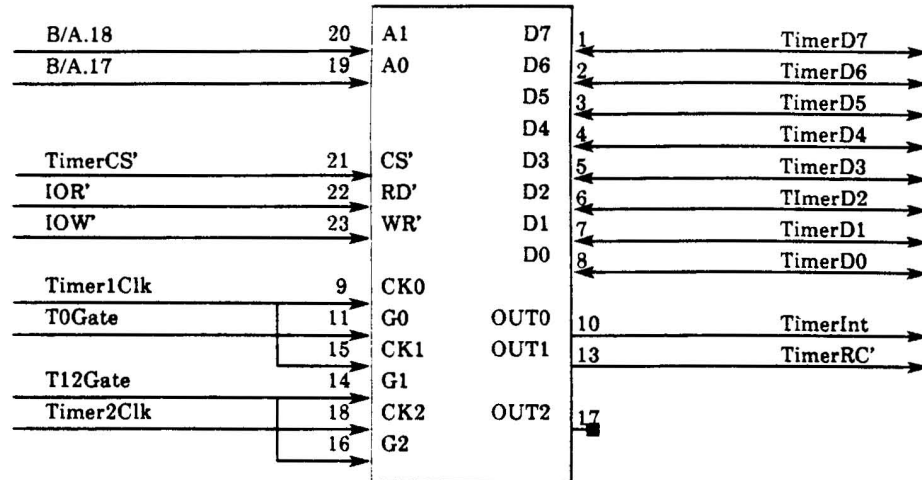 B/A.18 20 A1 D7 1 TimerD7
B/A.17 19 A0 D6 2 TimerD6
D5 3 TimerD5
D4 4 TimerD4
TimerCS' 21 CS' D3 5 TimerD3
IOR' 22 RD' D2 6 TImerD2
IOW' 23 WR' D1 7 TimerD1
D0 8 TimerD0
Timer1Clk 9 CK0
T0Gate 11 G0 OUT0 10 TimerInt
15 CK1 OUT1 13 TimerRC'
T12Gate 14 G1
Timer2Clk 18 CK2 OUT2 17
16 G2